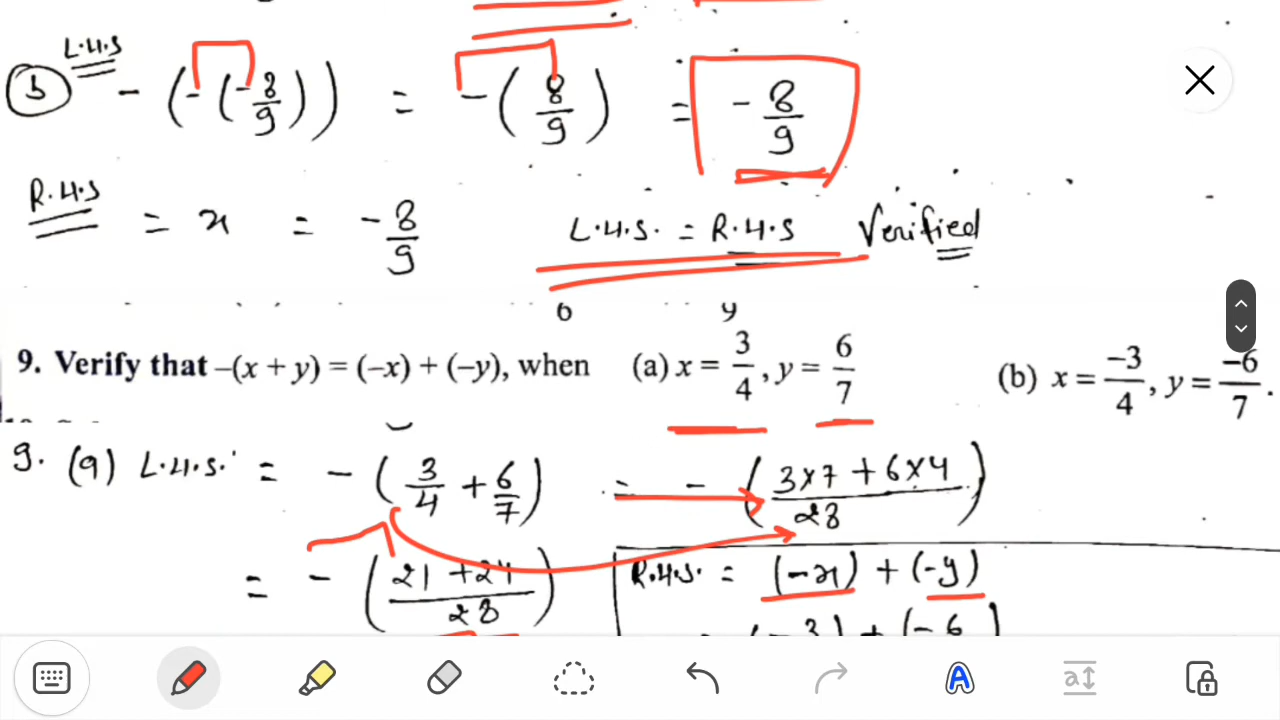 L.H.S
(b) -(-(-8/9)) = -(8/9) = -8/9
R.H.S = x = -8/9 L.H.S. = R.H.S Verified
9. Verify that –(x + y) = (–x) + (–y), when (a) x = 3/4, y = 6/7 (b) x = –3/4, y = –6/7.
9. (a) L.H.S. = -(3/4 + 6/7) = -(3×7 + 6×4/28)
= -(21 + 24/28) R.H.S. = (-x) + (-y)